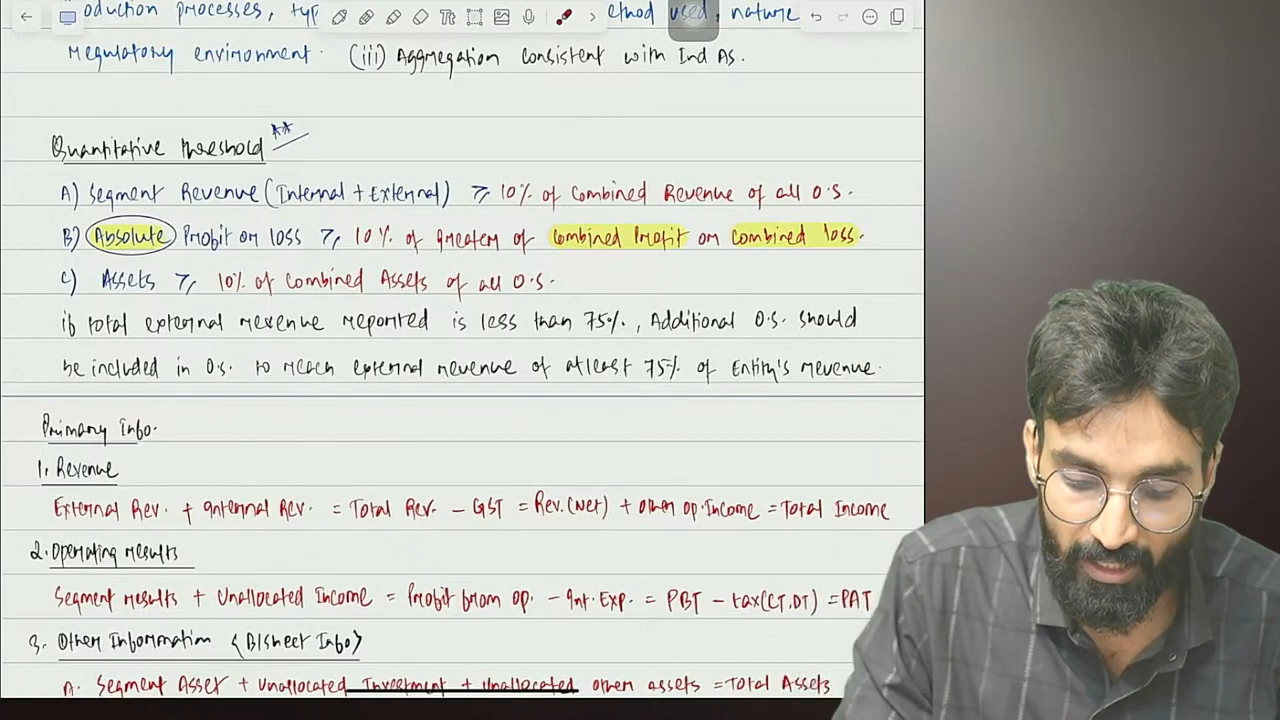 oduction processes, typ ethod used, nature
Regulatory environment. (iii) Aggregation consistent with Ind As.
Quantitative threshold
A) Segment Revenue (Internal + External) ≥ 10% of Combined Revenue of all O.S.
B) Absolute Profit or loss ≥ 10% of greater of Combined Profit or Combined loss.
C) Assets ≥ 10% of Combined Assets of all O.S.
if total external revenue reported is less than 75%, Additional O.S. should
be included in O.S. to reach external revenue of atleast 75% of Entity's revenue.
Primary Info.
1. Revenue
External Rev. + Internal Rev. = Total Rev. - GST = Rev.(Net) + other op. Income = Total Income
2. Operating results
Segment results + Unallocated Income = Profit from op. - Int. Exp. = PBT - tax(CT, DT) = PAT
3. Other Information {B/sheet Info}
A. Segment Asset + Unallocated Investment + Unallocated other assets = Total Assets